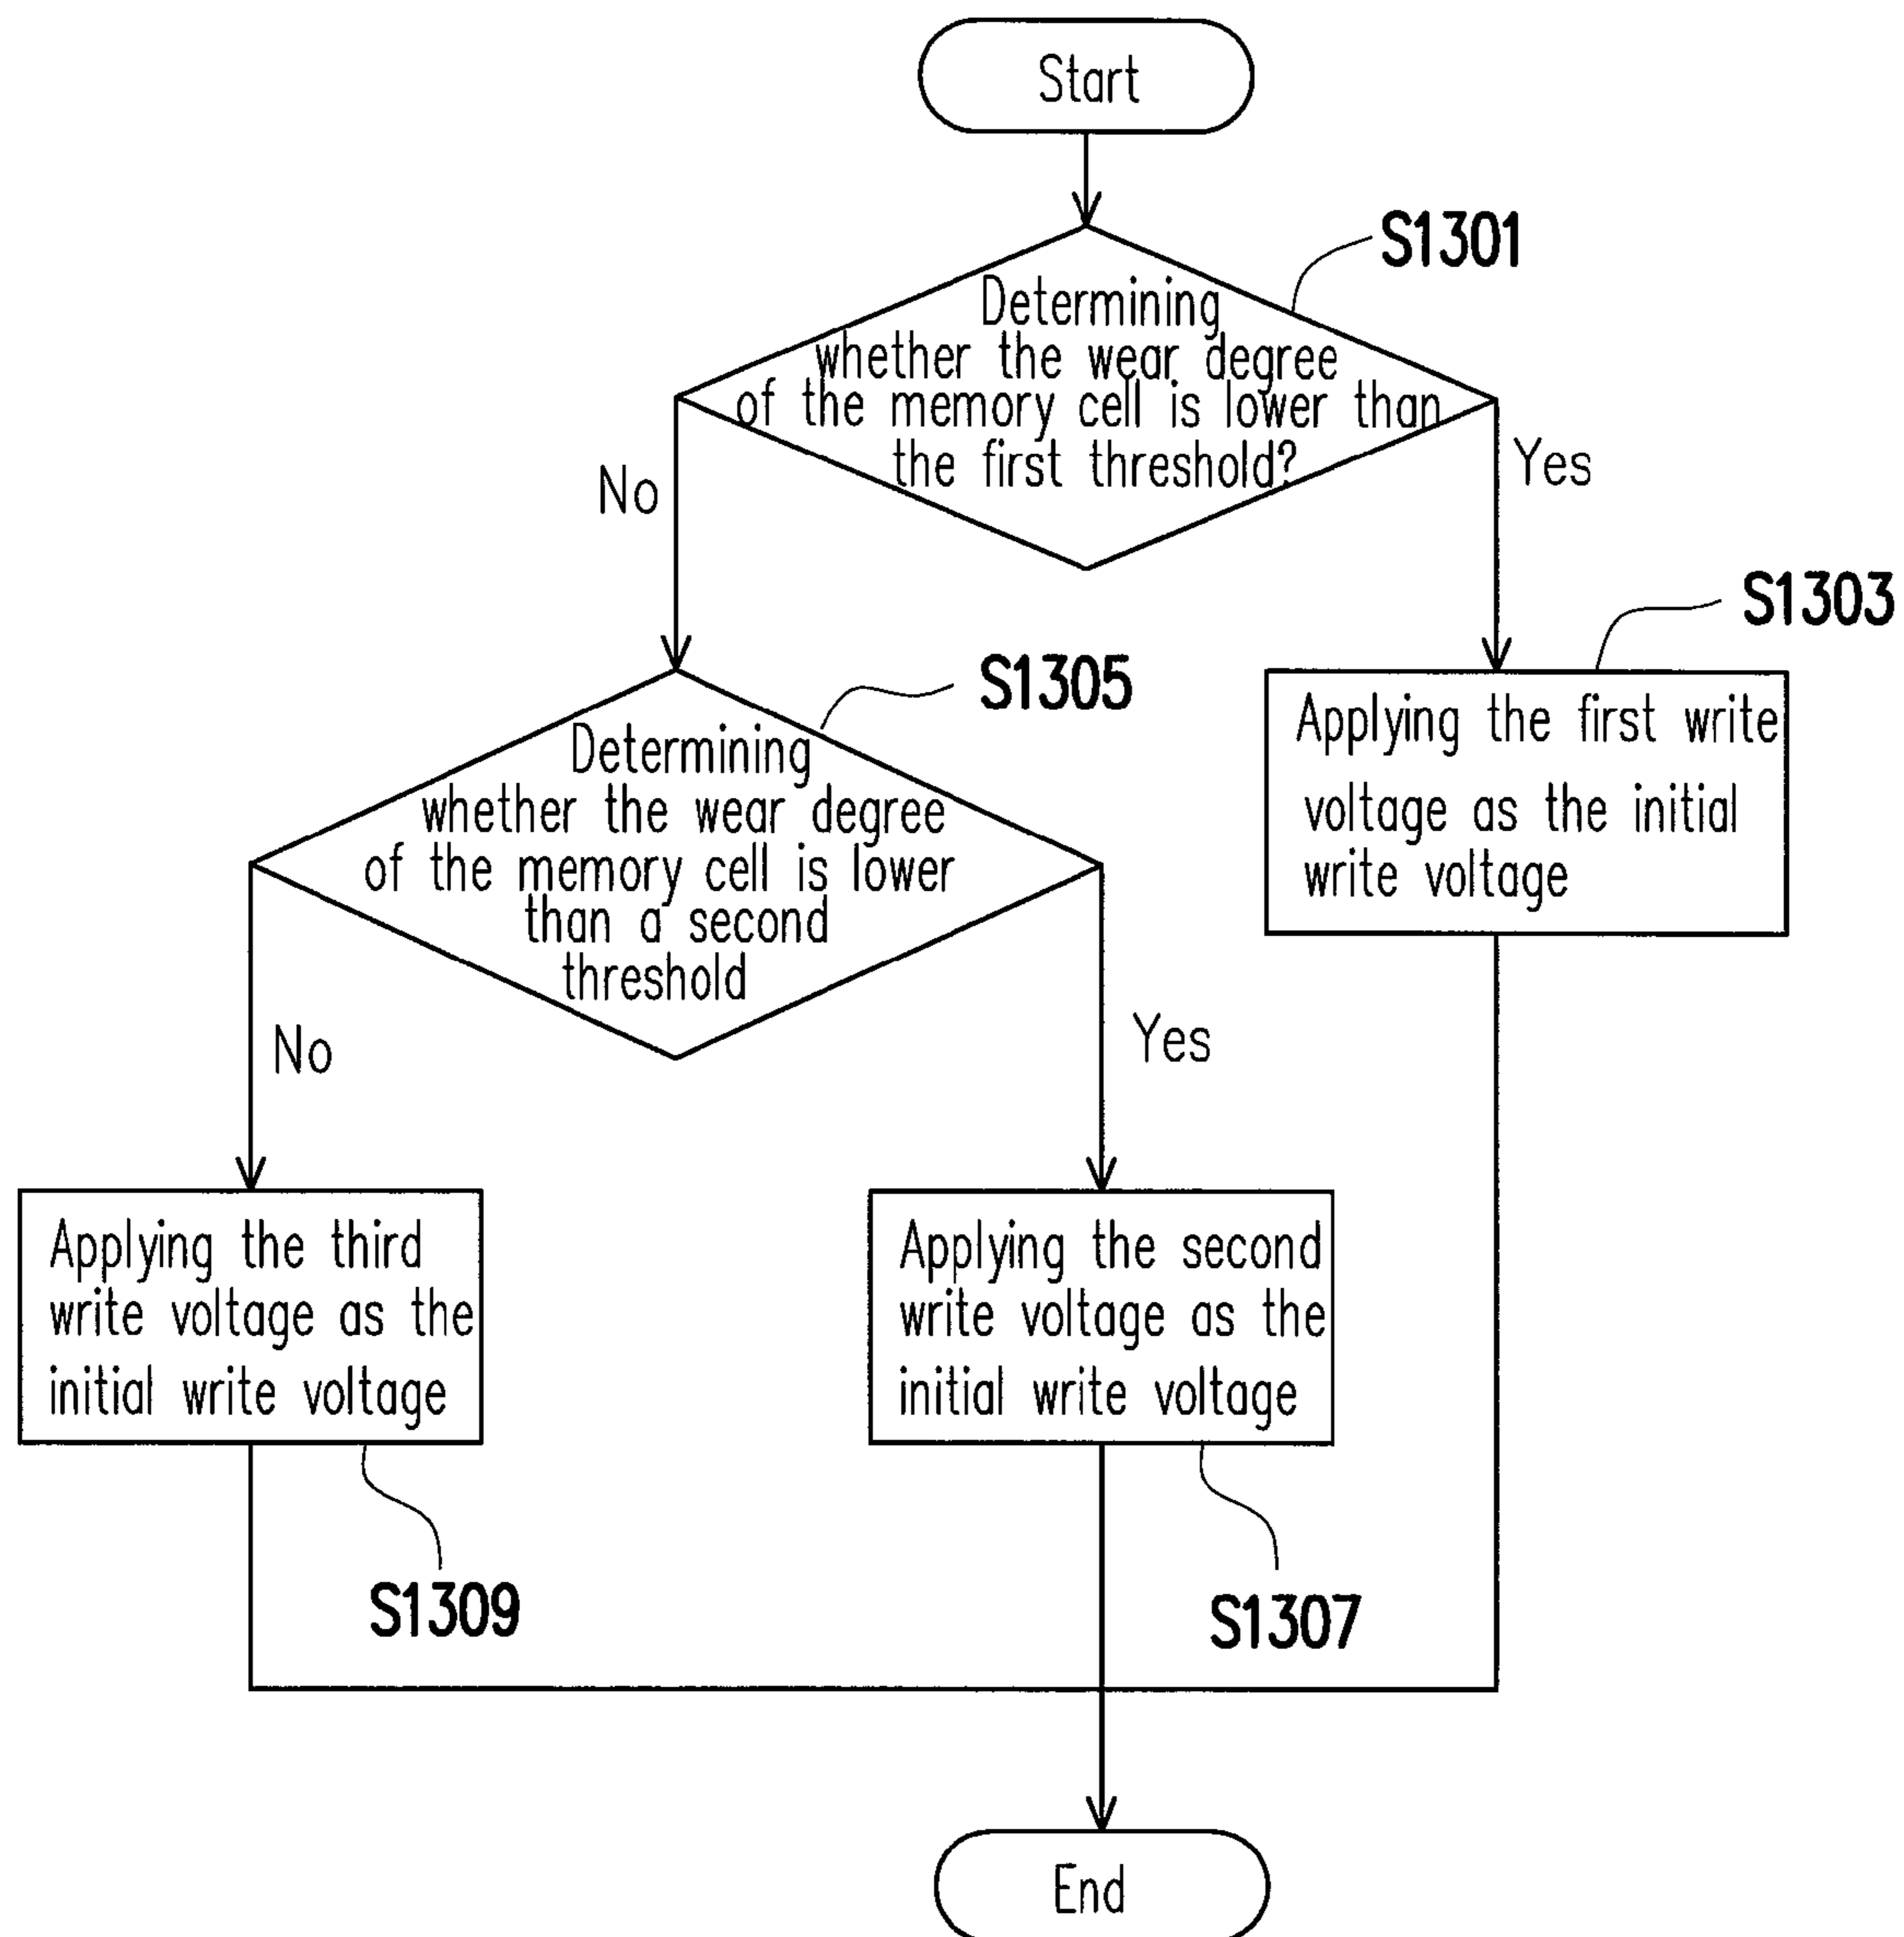 Start
S1301
Determining
whether the wear degree
of the memory cell is lower than
the first threshold?
No
Yes
S1303
Applying the first write
voltage as the initial
write voltage
S1305
Determining
whether the wear degree
of the memory cell is lower
than a second
threshold
No
Yes
Applying the third
write voltage as the
initial write voltage
S1309
Applying the second
write voltage as the
initial write voltage
S1307
End